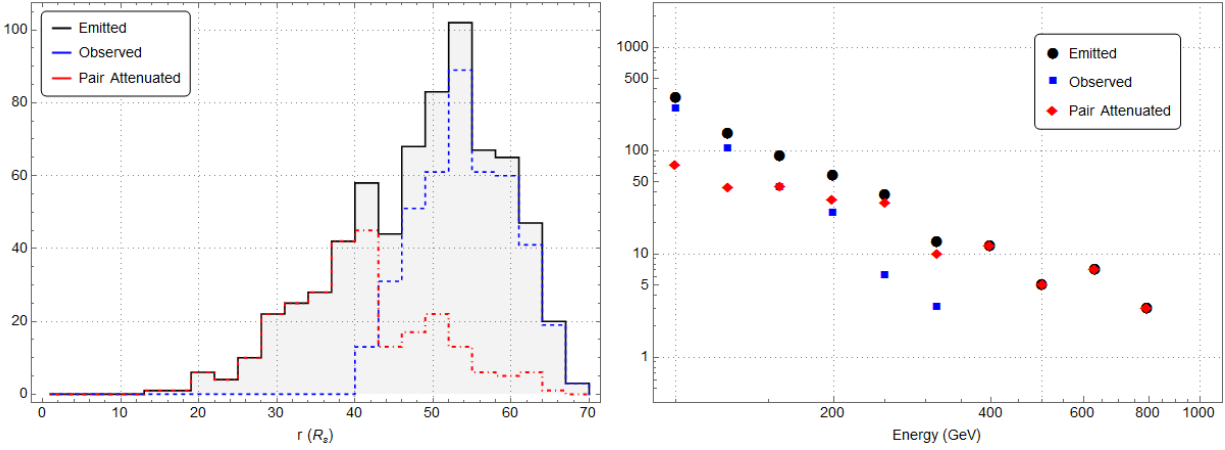 Emitted
Observed
Pair Attenuated
100
80
60
40
20
0
0 10 20 30 40 50 60 70
r (Rs)
Emitted
Observed
Pair Attenuated
1000
500
100
50
10
5
1
200 400 600 800 1000
Energy (GeV)